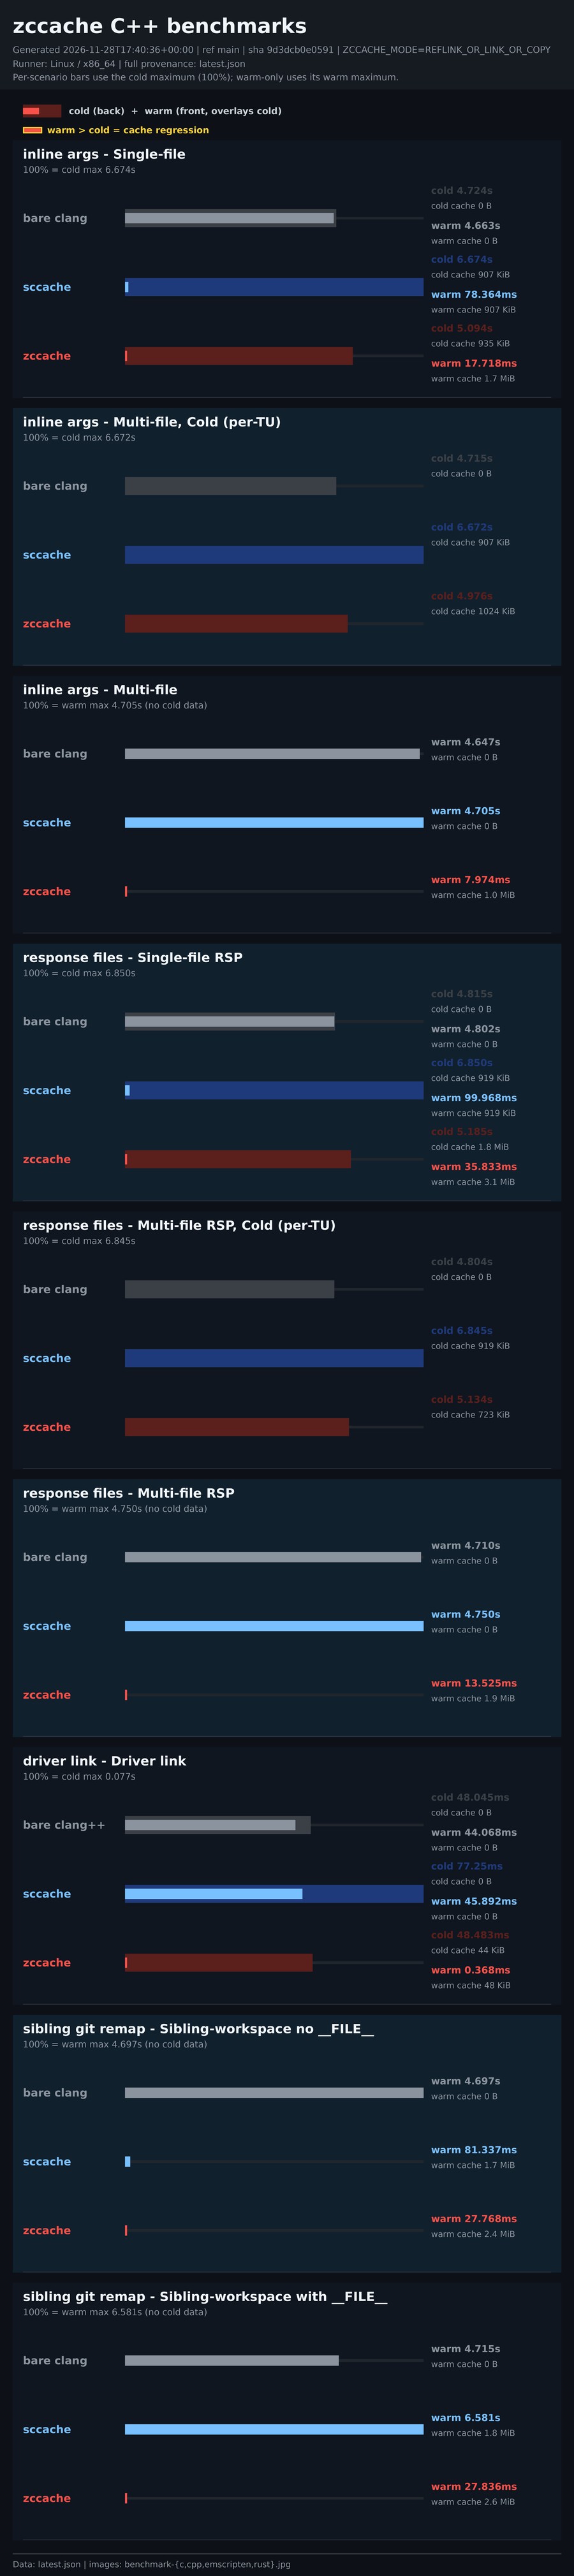 zccache C++ benchmarks
Generated 2026-11-28T17:40:36+00:00 | ref main | sha 9d3dcb0e0591 | ZCCACHE_MODE=REFLINK_OR_LINK_OR_COPY
Runner: Linux / x86_64 | full provenance: latest.json
Per-scenario bars use the cold maximum (100%); warm-only uses its warm maximum.
cold (back) + warm (front, overlays cold)
warm > cold = cache regression
inline args - Single-file
100% = cold max 6.674s
bare clang
cold 4.724s
cold cache 0 B
warm 4.663s
warm cache 0 B
sccache
cold 6.674s
cold cache 907 KiB
warm 78.364ms
warm cache 907 KiB
zccache
cold 5.094s
cold cache 935 KiB
warm 17.718ms
warm cache 1.7 MiB
inline args - Multi-file, Cold (per-TU)
100% = cold max 6.672s
bare clang
cold 4.715s
cold cache 0 B
sccache
cold 6.672s
cold cache 907 KiB
zccache
cold 4.976s
cold cache 1024 KiB
inline args - Multi-file
100% = warm max 4.705s (no cold data)
bare clang
warm 4.647s
warm cache 0 B
sccache
warm 4.705s
warm cache 0 B
zccache
warm 7.974ms
warm cache 1.0 MiB
response files - Single-file RSP
100% = cold max 6.850s
bare clang
cold 4.815s
cold cache 0 B
warm 4.802s
warm cache 0 B
sccache
cold 6.850s
cold cache 919 KiB
warm 99.968ms
warm cache 919 KiB
zccache
cold 5.185s
cold cache 1.8 MiB
warm 35.833ms
warm cache 3.1 MiB
response files - Multi-file RSP, Cold (per-TU)
100% = cold max 6.845s
bare clang
cold 4.804s
cold cache 0 B
sccache
cold 6.845s
cold cache 919 KiB
zccache
cold 5.134s
cold cache 723 KiB
response files - Multi-file RSP
100% = warm max 4.750s (no cold data)
bare clang
warm 4.710s
warm cache 0 B
sccache
warm 4.750s
warm cache 0 B
zccache
warm 13.525ms
warm cache 1.9 MiB
driver link - Driver link
100% = cold max 0.077s
bare clang++
cold 48.045ms
cold cache 0 B
warm 44.068ms
warm cache 0 B
sccache
cold 77.25ms
cold cache 0 B
warm 45.892ms
warm cache 0 B
zccache
cold 48.483ms
cold cache 44 KiB
warm 0.368ms
warm cache 48 KiB
sibling git remap - Sibling-workspace no __FILE__
100% = warm max 4.697s (no cold data)
bare clang
warm 4.697s
warm cache 0 B
sccache
warm 81.337ms
warm cache 1.7 MiB
zccache
warm 27.768ms
warm cache 2.4 MiB
sibling git remap - Sibling-workspace with __FILE__
100% = warm max 6.581s (no cold data)
bare clang
warm 4.715s
warm cache 0 B
sccache
warm 6.581s
warm cache 1.8 MiB
zccache
warm 27.836ms
warm cache 2.6 MiB
Data: latest.json | images: benchmark-{c,cpp,emscripten,rust}.jpg